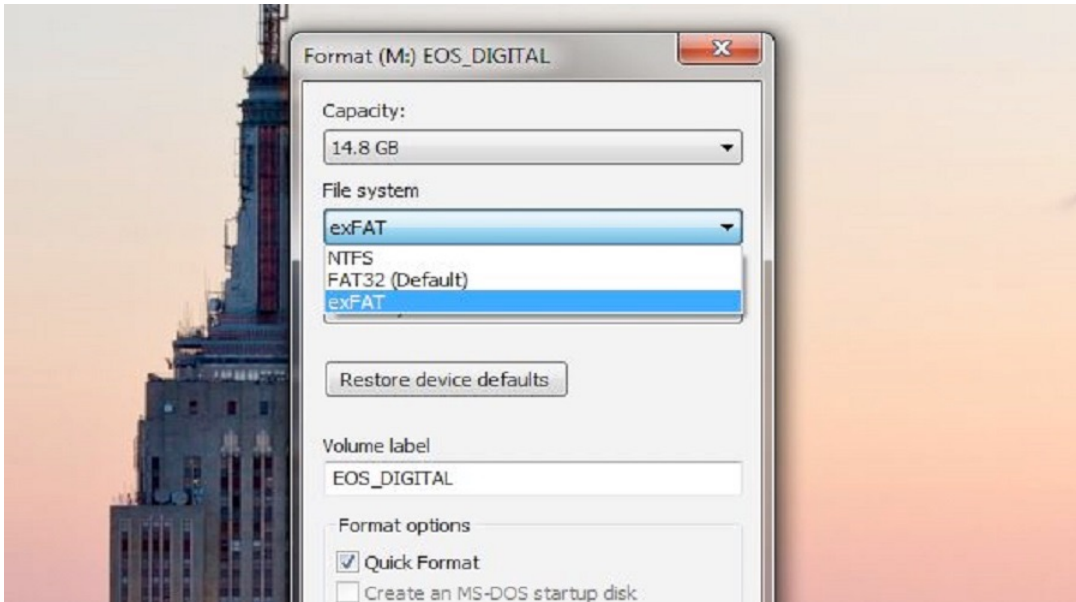 Format (M:) EOS_DIGITAL
Capacity:
14.8 GB
File system
exFAT
NTFS
FAT32 (Default)
exFAT
Restore device defaults
Volume label
EOS_DIGITAL
Format options
Quick Format
Create an MS-DOS startup disk